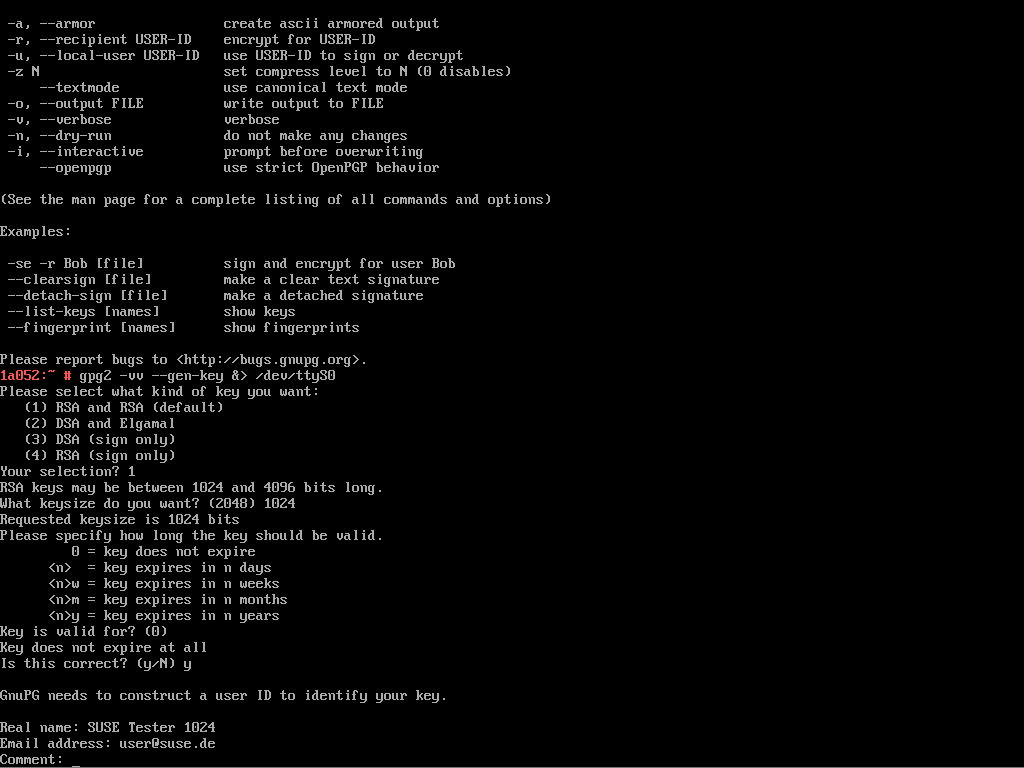 -a, --armor                create ascii armored output
 -r, --recipient USER-ID    encrypt for USER-ID
 -u, --local-user USER-ID   use USER-ID to sign or decrypt
 -z N                       set compress level to N (0 disables)
     --textmode             use canonical text mode
 -o, --output FILE          write output to FILE
 -v, --verbose              verbose
 -n, --dry-run              do not make any changes
 -i, --interactive          prompt before overwriting
     --openpgp              use strict OpenPGP behavior

(See the man page for a complete listing of all commands and options)

Examples:

 -se -r Bob [file]          sign and encrypt for user Bob
 --clearsign [file]         make a clear text signature
 --detach-sign [file]       make a detached signature
 --list-keys [names]        show keys
 --fingerprint [names]      show fingerprints

Please report bugs to <http://bugs.gnupg.org>.
1a052:~ # gpg2 -vv --gen-key &> /dev/ttyS0
Please select what kind of key you want:
   (1) RSA and RSA (default)
   (2) DSA and Elgamal
   (3) DSA (sign only)
   (4) RSA (sign only)
Your selection? 1
RSA keys may be between 1024 and 4096 bits long.
What keysize do you want? (2048) 1024
Requested keysize is 1024 bits
Please specify how long the key should be valid.
         0 = key does not expire
      <n>  = key expires in n days
      <n>w = key expires in n weeks
      <n>m = key expires in n months
      <n>y = key expires in n years
Key is valid for? (0)
Key does not expire at all
Is this correct? (y/N) y

GnuPG needs to construct a user ID to identify your key.

Real name: SUSE Tester 1024
Email address: user@suse.de
Comment: _